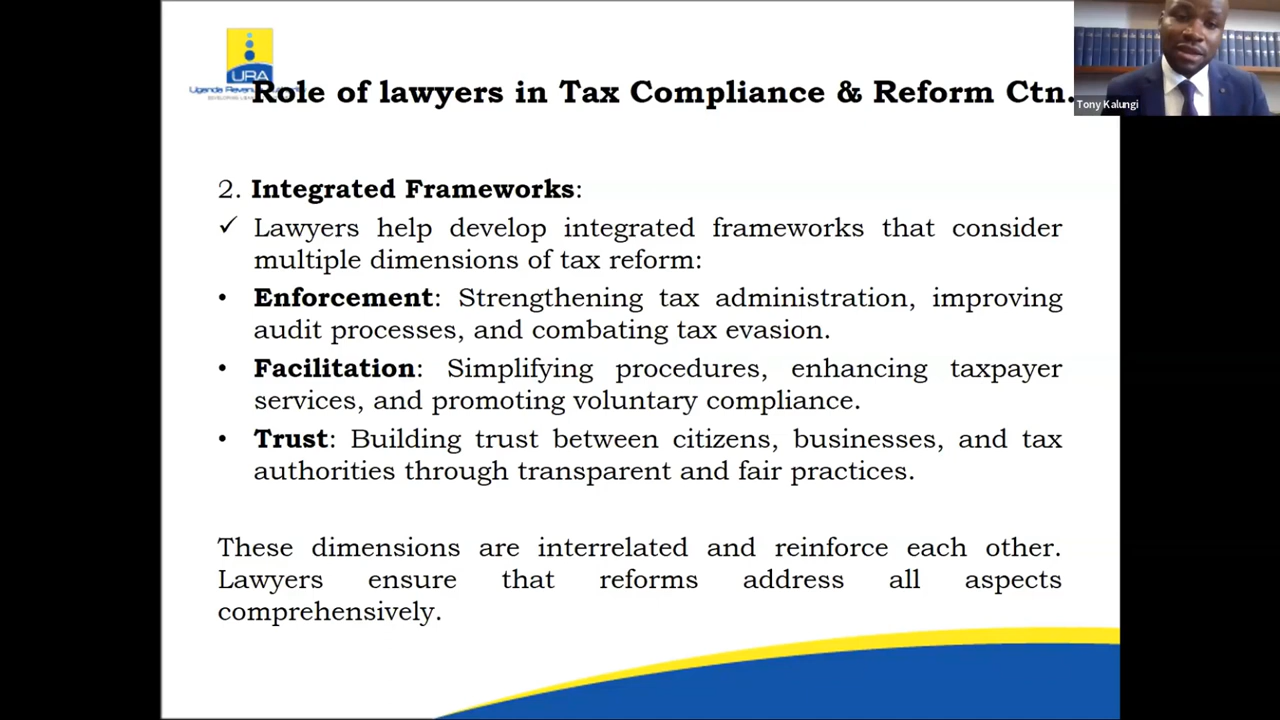 URA
Role of lawyers in Tax Compliance & Reform Ctn.
Tony Kalungi
2. Integrated Frameworks:
✓ Lawyers help develop integrated frameworks that consider
multiple dimensions of tax reform:
• Enforcement: Strengthening tax administration, improving
audit processes, and combating tax evasion.
• Facilitation: Simplifying procedures, enhancing taxpayer
services, and promoting voluntary compliance.
• Trust: Building trust between citizens, businesses, and tax
authorities through transparent and fair practices.
These dimensions are interrelated and reinforce each other.
Lawyers ensure that reforms address all aspects
comprehensively.